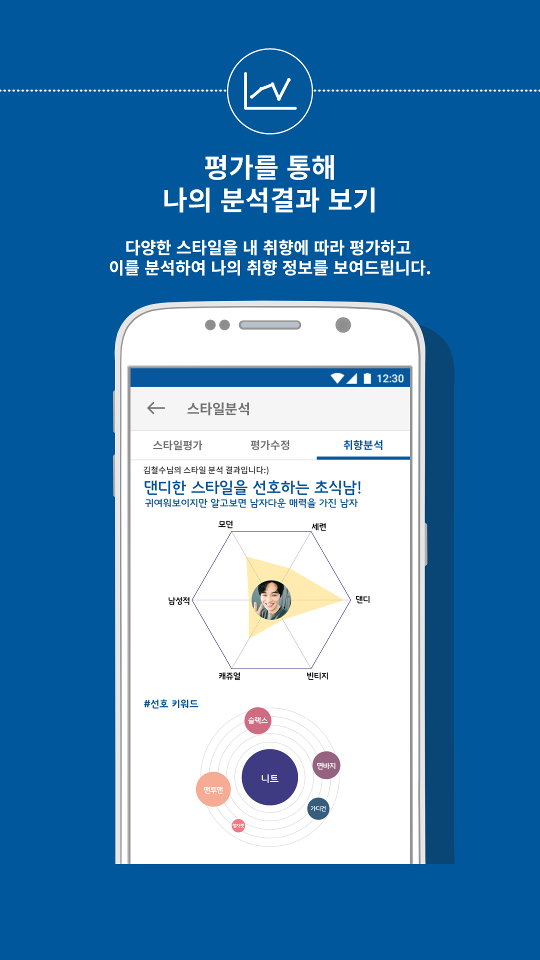 평가를 통해
나의 분석결과 보기
다양한 스타일을 내 취향에 따라 평가하고
이를 분석하여 나의 취향 정보를 보여드립니다.
12:30
스타일분석
스타일평가 평가수정 취향분석
김철수님의 스타일 분석 결과입니다:)
댄디한 스타일을 선호하는 초식남!
귀여워보이지만 알고보면 남자다운 매력을 가진 남자
모던 세련
남성적 댄디
캐쥬얼 빈티지
#선호 키워드
슬랙스
면바지
니트
맨투맨
가디건